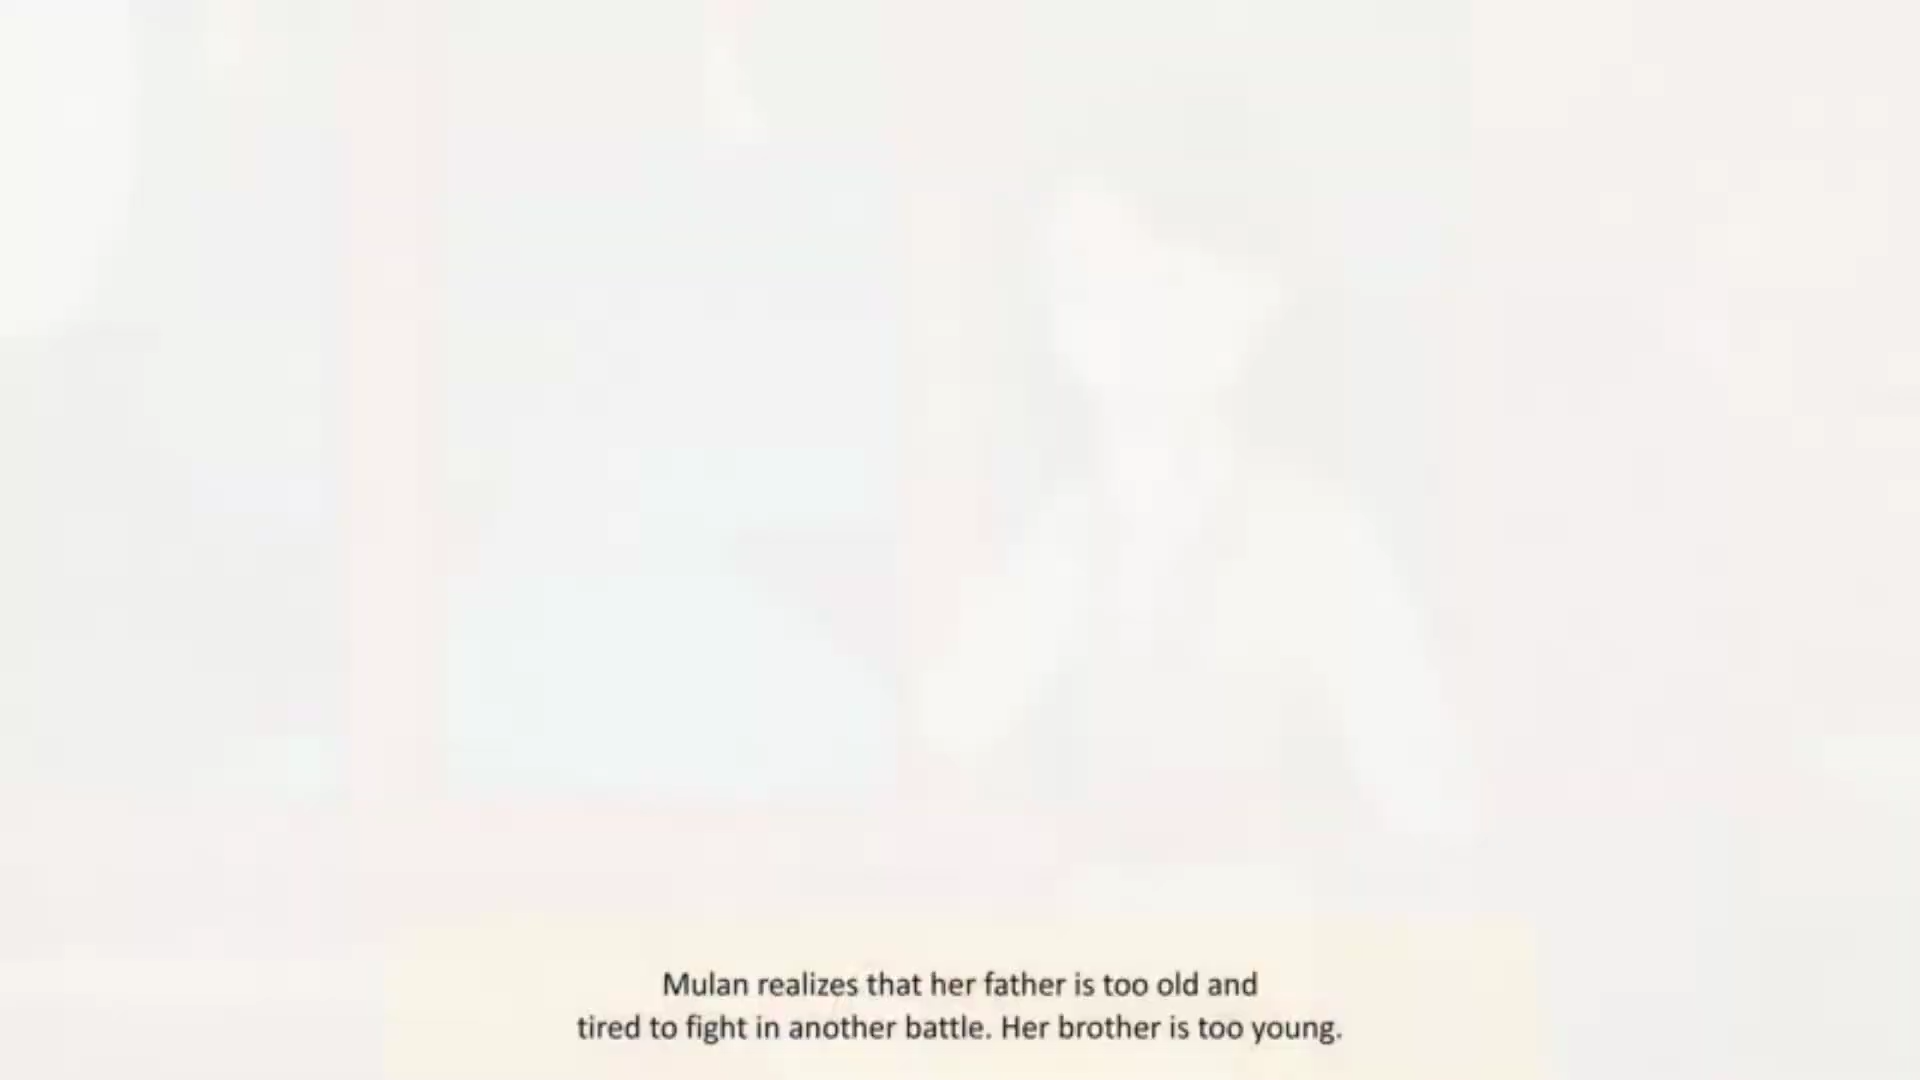 Mulan realizes that her father is too old and
tired to fight in another battle. Her brother is too young.